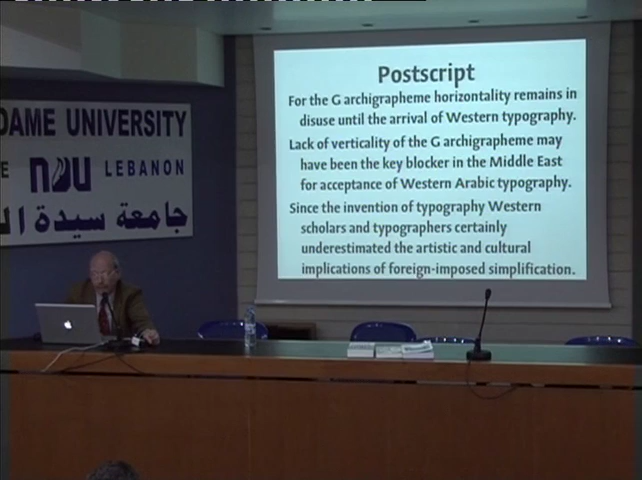 Postscript
For the G archigrapheme horizontality remains in
disuse until the arrival of Western typography.
Lack of verticality of the G archigrapheme may
have been the key blocker in the Middle East
for acceptance of Western Arabic typography.
Since the invention of typography Western
scholars and typographers certainly
underestimated the artistic and cultural
implications of foreign-imposed simplification.
DAME UNIVERSITY
NDU LEBANON
جامعة سيدة ال